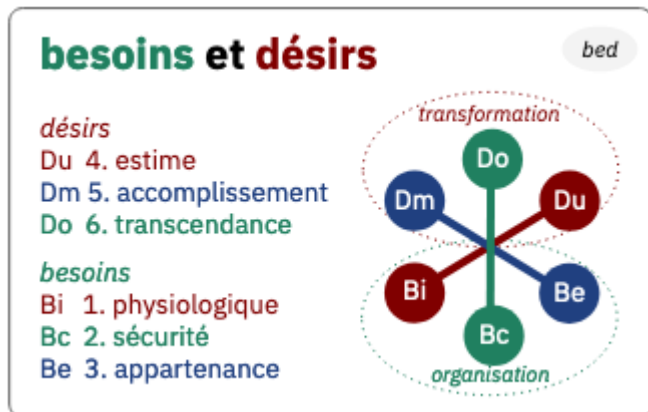 besoins et désirs
bed
désirs
Du 4. estime
Dm 5. accomplissement
Do 6. transcendance
besoins
Bi 1. physiologique
Bc 2. sécurité
Be 3. appartenance
transformation
Do
Dm
Du
Bi
Be
Bc
organisation